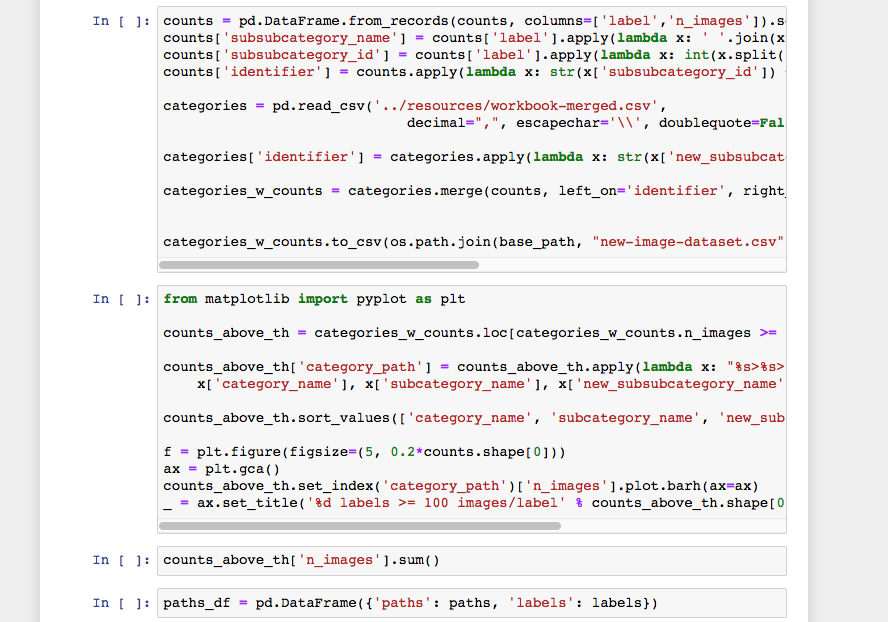 In [ ]: counts = pd.DataFrame.from_records(counts, columns=['label','n_images']).s
counts['subsubcategory_name'] = counts['label'].apply(lambda x: ' '.join(x
counts['subsubcategory_id'] = counts['label'].apply(lambda x: int(x.split(
counts['identifier'] = counts.apply(lambda x: str(x['subsubcategory_id'])
categories = pd.read_csv('../resources/workbook-merged.csv',
decimal=",", escapechar='\\', doublequote=Fal
categories['identifier'] = categories.apply(lambda x: str(x['new_subsubcat
categories_w_counts = categories.merge(counts, left_on='identifier', right_
categories_w_counts.to_csv(os.path.join(base_path, "new-image-dataset.csv"
In [ ]: from matplotlib import pyplot as plt
counts_above_th = categories_w_counts.loc[categories_w_counts.n_images >=
counts_above_th['category_path'] = counts_above_th.apply(lambda x: "%s>%s>
x['category_name'], x['subcategory_name'], x['new_subsubcategory_name'
counts_above_th.sort_values(['category_name', 'subcategory_name', 'new_sub
f = plt.figure(figsize=(5, 0.2*counts.shape[0]))
ax = plt.gca()
counts_above_th.set_index('category_path')['n_images'].plot.barh(ax=ax)
_ = ax.set_title('%d labels >= 100 images/label' % counts_above_th.shape[0
In [ ]: counts_above_th['n_images'].sum()
In [ ]: paths_df = pd.DataFrame({'paths': paths, 'labels': labels})